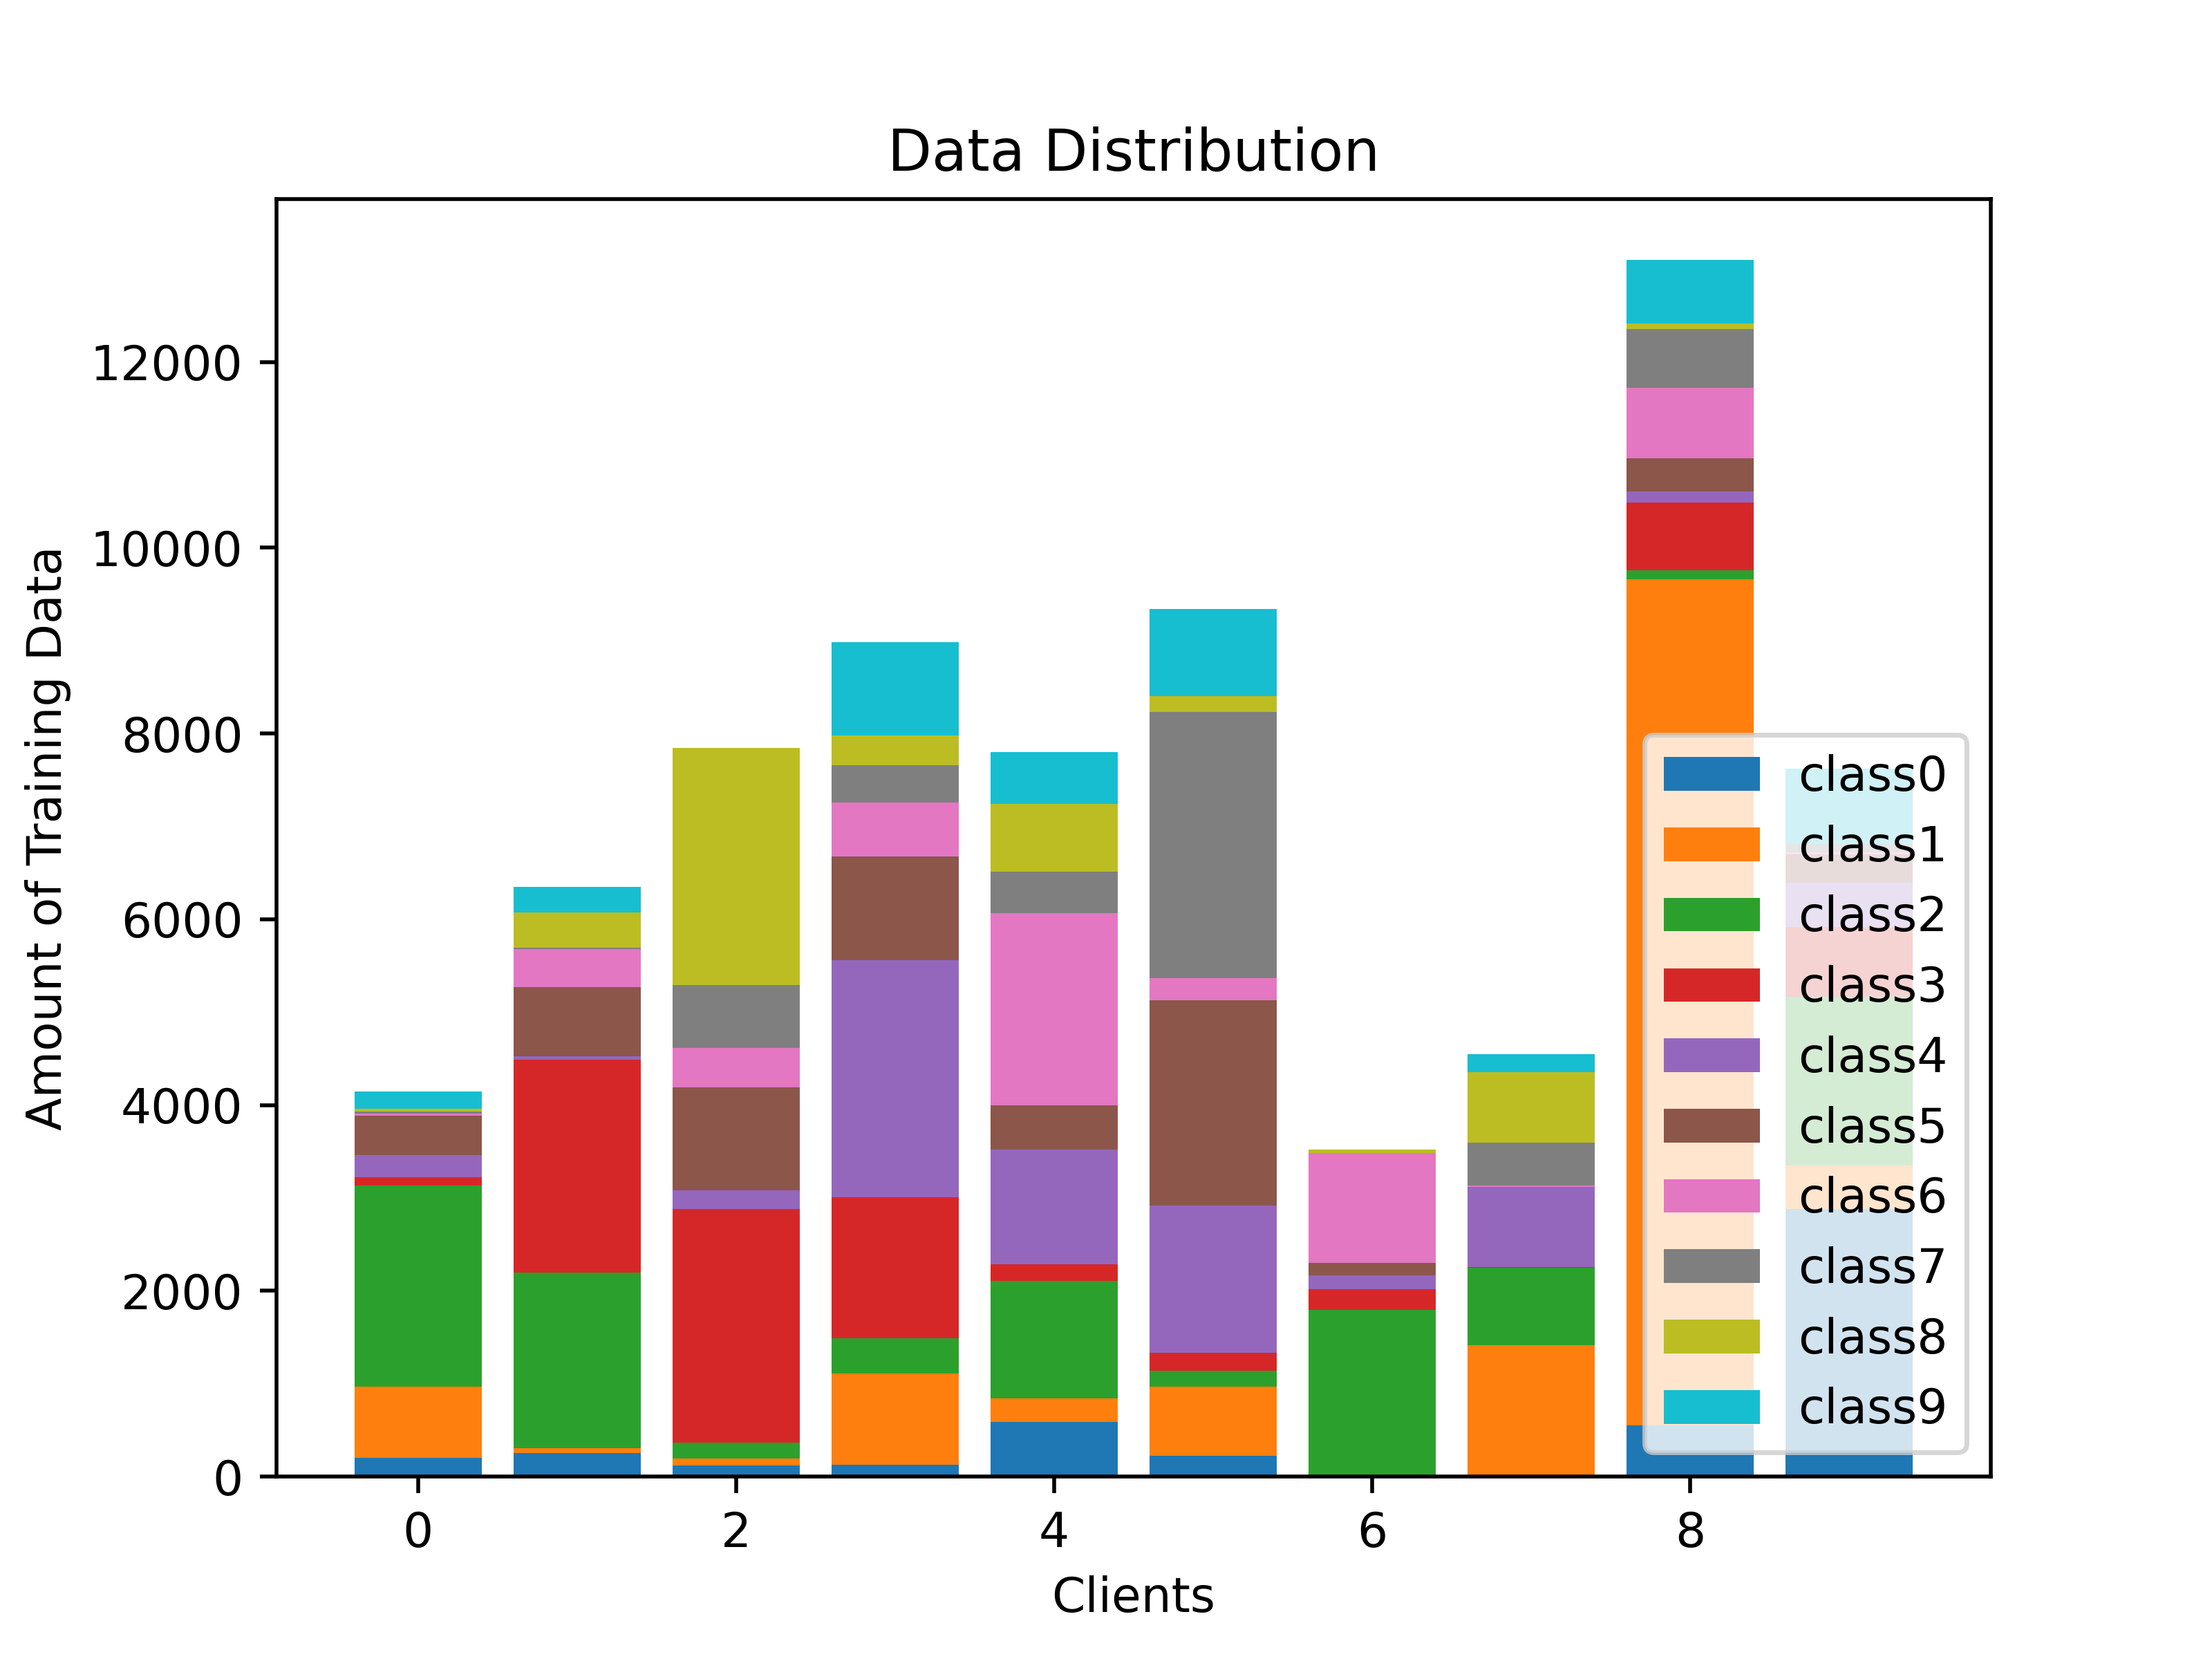 Data Distribution
Amount of Training Data
12000
10000
8000
6000
4000
2000
0
0 2 4 6 8
Clients
class0
class1
class2
class3
class4
class5
class6
class7
class8
class9